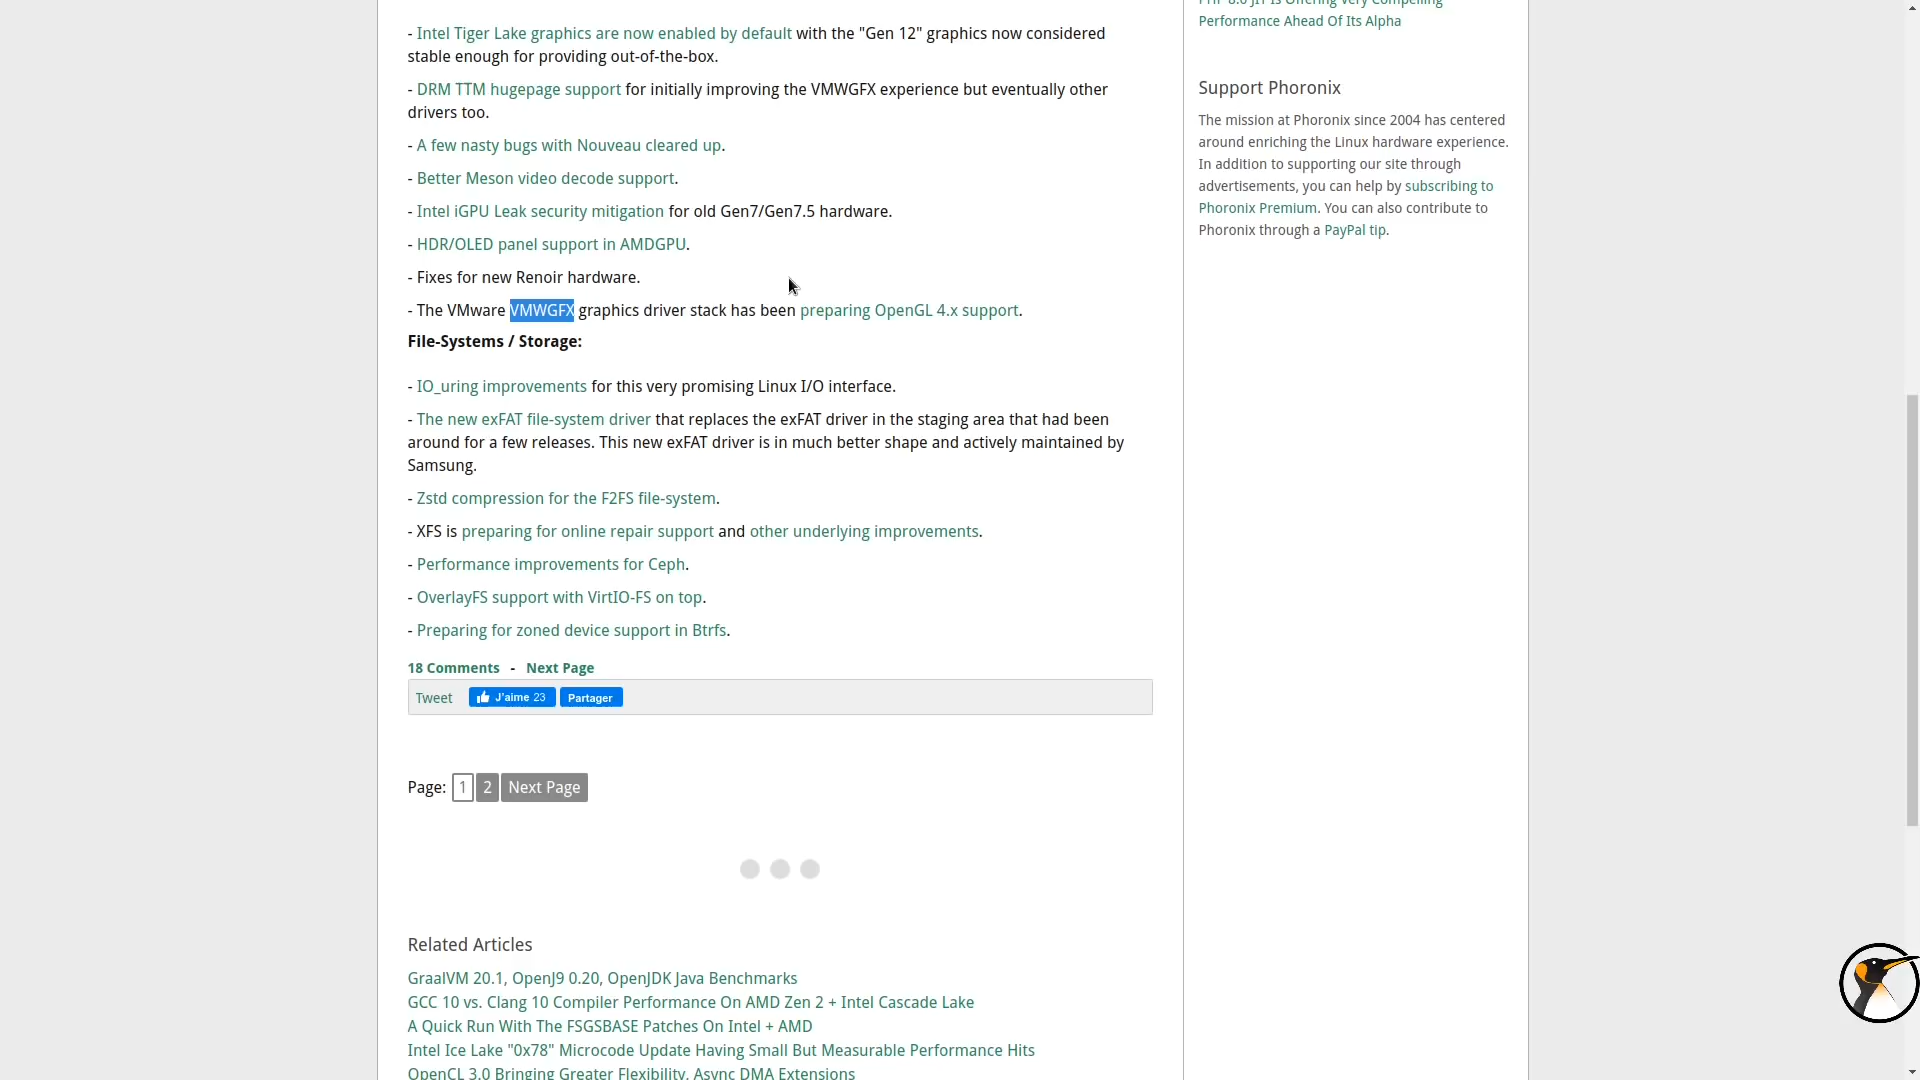 - Intel Tiger Lake graphics are now enabled by default with the "Gen 12" graphics now considered
stable enough for providing out-of-the-box.
- DRM TTM hugepage support for initially improving the VMWGFX experience but eventually other
drivers too.
- A few nasty bugs with Nouveau cleared up.
- Better Meson video decode support.
- Intel iGPU Leak security mitigation for old Gen7/Gen7.5 hardware.
- HDR/OLED panel support in AMDGPU.
- Fixes for new Renoir hardware.
- The VMware VMWGFX graphics driver stack has been preparing OpenGL 4.x support.
File-Systems / Storage:
- IO_uring improvements for this very promising Linux I/O interface.
- The new exFAT file-system driver that replaces the exFAT driver in the staging area that had been
around for a few releases. This new exFAT driver is in much better shape and actively maintained by
Samsung.
- Zstd compression for the F2FS file-system.
- XFS is preparing for online repair support and other underlying improvements.
- Performance improvements for Ceph.
- OverlayFS support with VirtIO-FS on top.
- Preparing for zoned device support in Btrfs.
18 Comments - Next Page
Tweet J'aime 23 Partager
Page: 1 2 Next Page
Related Articles
GraalVM 20.1, OpenJ9 0.20, OpenJDK Java Benchmarks
GCC 10 vs. Clang 10 Compiler Performance On AMD Zen 2 + Intel Cascade Lake
A Quick Run With The FSGSBASE Patches On Intel + AMD
Intel Ice Lake "0x78" Microcode Update Having Small But Measurable Performance Hits
OpenCL 3.0 Bringing Greater Flexibility, Async DMA Extensions
PHP 8.0 JIT Is Offering Very Compelling
Performance Ahead Of Its Alpha
Support Phoronix
The mission at Phoronix since 2004 has centered
around enriching the Linux hardware experience.
In addition to supporting our site through
advertisements, you can help by subscribing to
Phoronix Premium. You can also contribute to
Phoronix through a PayPal tip.